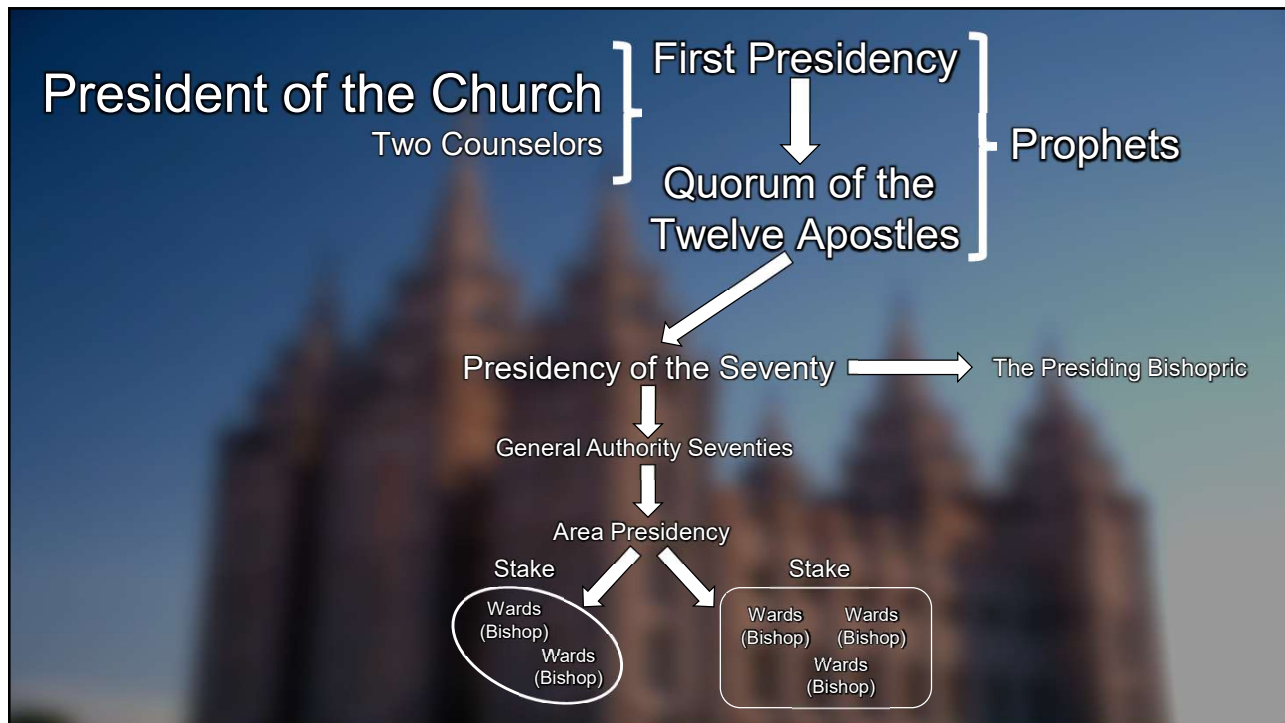 President of the Church
Two Counselors
First Presidency
Quorum of the
Twelve Apostles
Prophets
Presidency of the Seventy
The Presiding Bishopric
General Authority Seventies
Area Presidency
Stake
Wards
(Bishop)
Wards
(Bishop)
Stake
Wards
(Bishop)
Wards
(Bishop)
Wards
(Bishop)